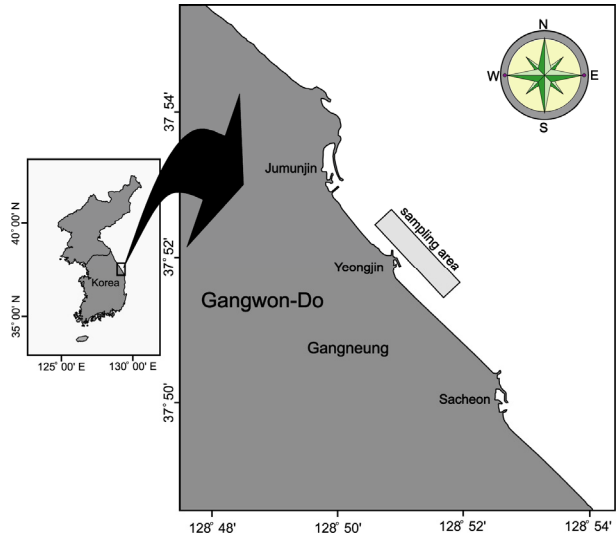 N
W
E
S
37° 54'
Jumunjin
sampling area
40° 00' N
37° 52'
Yeongjin
Korea
Gangwon-Do
35° 00' N
Gangneung
125° 00' E
130° 00' E
37° 50'
Sacheon
128° 48'
128° 50'
128° 52'
128° 54'